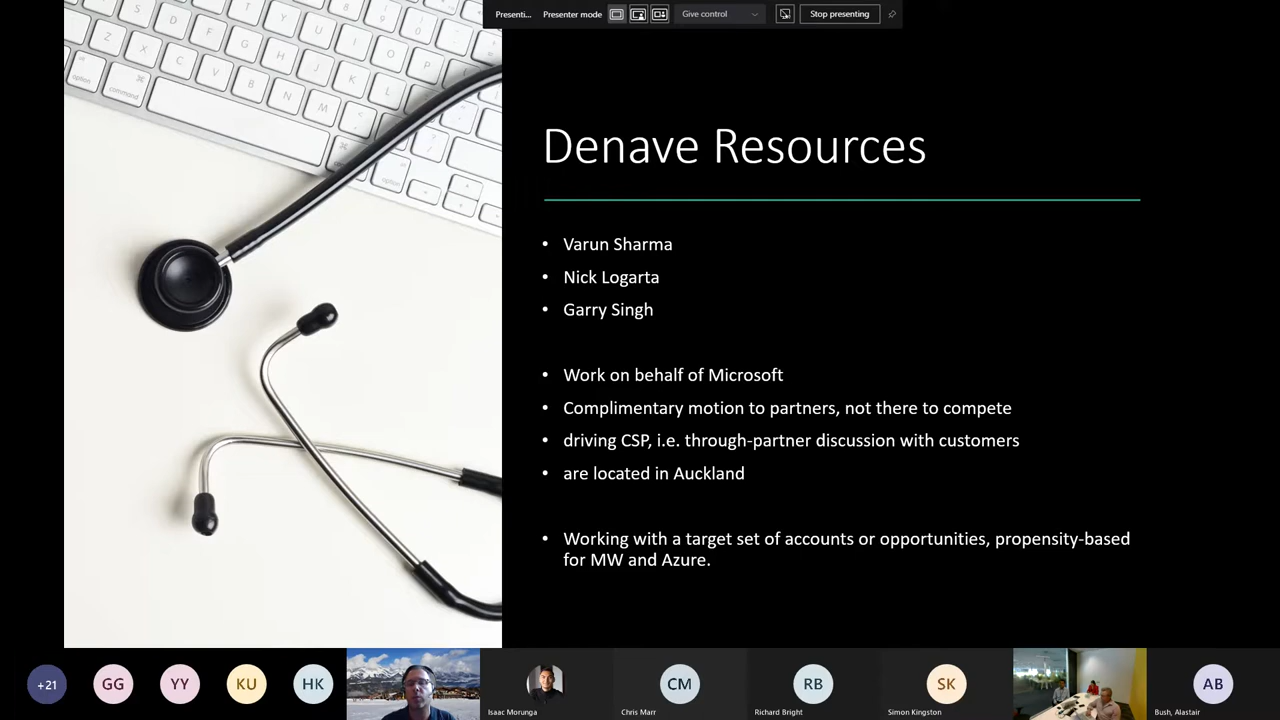 Presenti...
Presenter mode
Give control
Stop presenting
Denave Resources
• Varun Sharma
• Nick Logarta
• Garry Singh
• Work on behalf of Microsoft
• Complimentary motion to partners, not there to compete
• driving CSP, i.e. through-partner discussion with customers
• are located in Auckland
• Working with a target set of accounts or opportunities, propensity-based
for MW and Azure.
option
command
option
+21
GG
YY
KU
HK
Isaac Morunga
CM
Chris Marr
RB
Richard Bright
SK
Simon Kingston
AB
Bush, Alastair